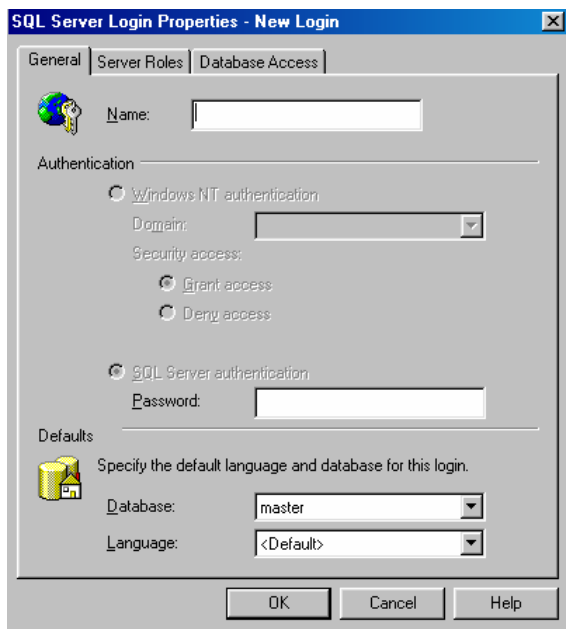 SQL Server Login Properties - New Login
General Server Roles Database Access
Name:
Authentication
Windows NT authentication
Domain:
Security access:
Grant access
Deny access
SQL Server authentication
Password:
Defaults
Specify the default language and database for this login.
Database: master
Language: <Default>
OK Cancel Help